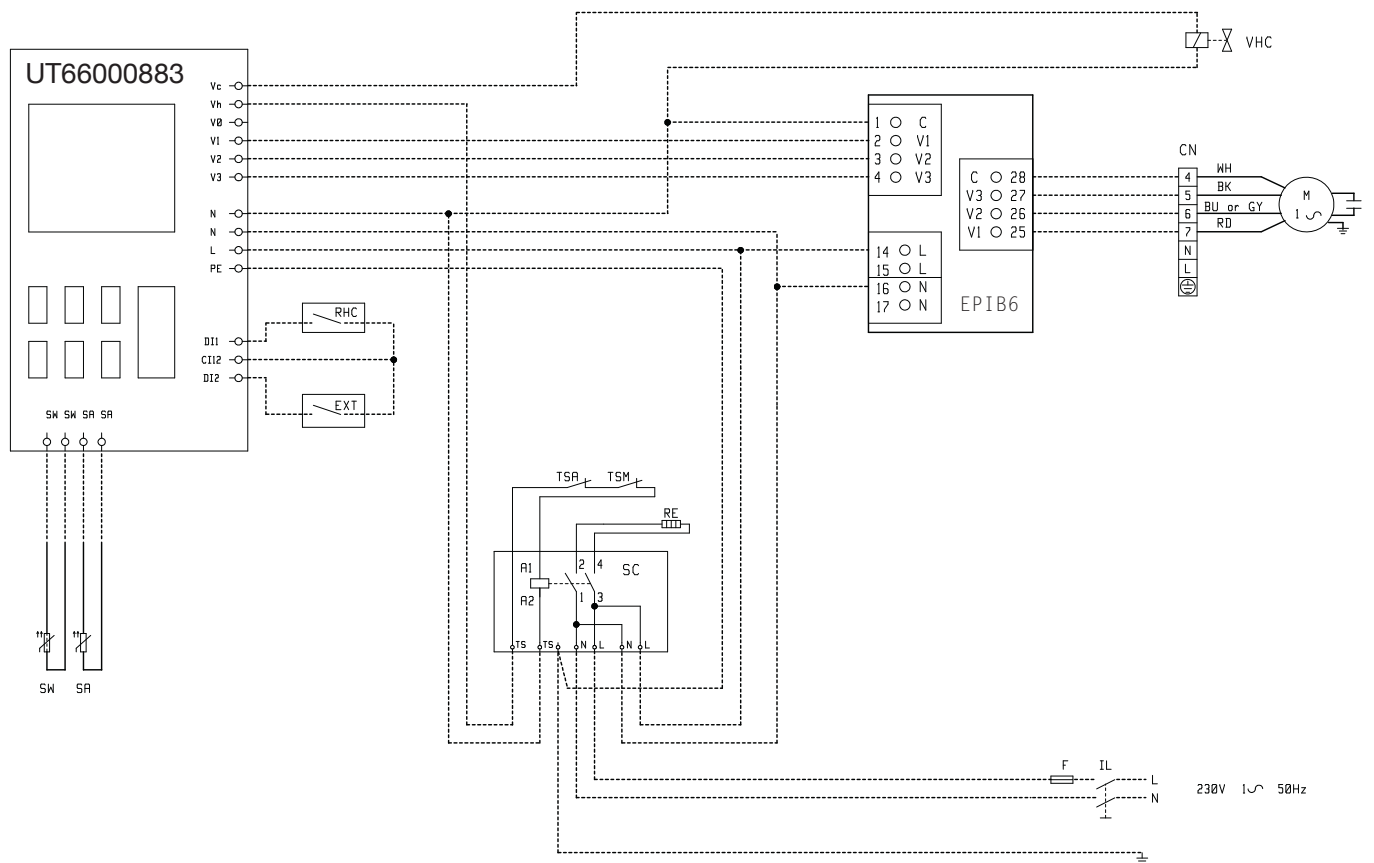 UT66000883
Vc
Vh
V0
V1
V2
V3
N
N
L
PE
DI1
CI12
DI2
SW SW SA SA
SW SA
RHC
EXT
VHC
1 C
2 V1
3 V2
4 V3
14 L
15 L
16 N
17 N
C 28
V3 27
V2 26
V1 25
EPIB6
CN
4 WH
5 BK
6 BU or GY
7 RD
N
L
M
1
TSA TSM
RE
A1 2 4 SC
A2 1 3
TS TS N L N L
F IL
L
N
230V 1 50Hz